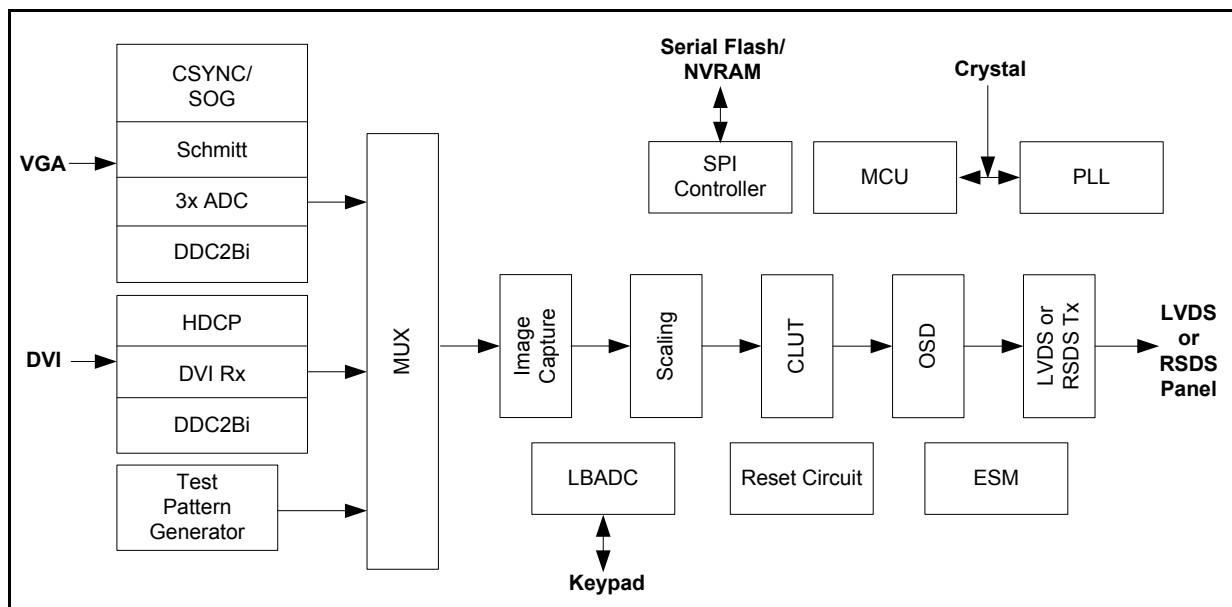 CSYNC/
SOG
VGA
Schmitt
3x ADC
DDC2Bi
HDCP
DVI
DVI Rx
DDC2Bi
Test
Pattern
Generator
MUX
Serial Flash/
NVRAM
SPI
Controller
Crystal
MCU
PLL
Image
Capture
Scaling
CLUT
OSD
LVDS or
RSDS Tx
LVDS
or
RSDS
Panel
LBADC
Keypad
Reset Circuit
ESM